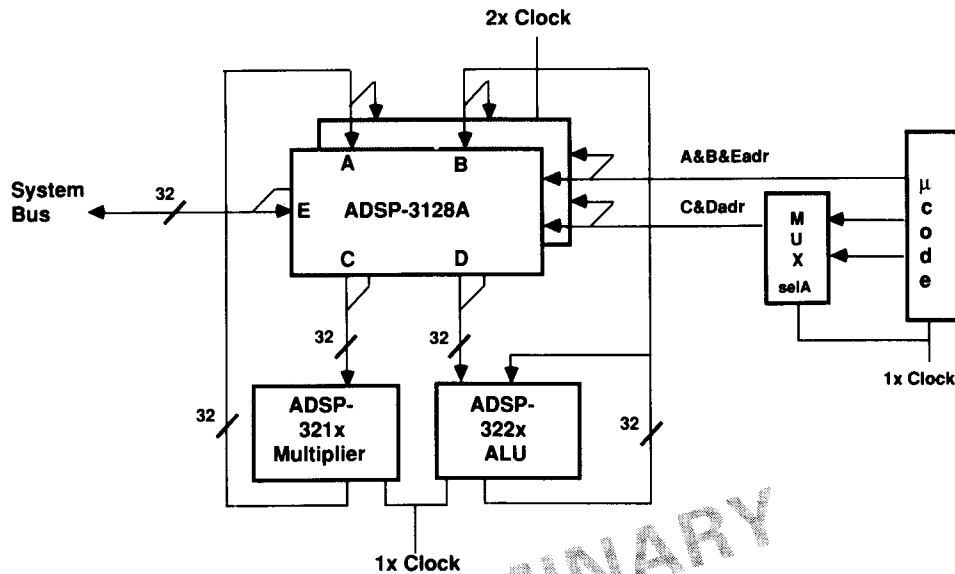 2x Clock
A
B
A&B&Eadr
System
Bus
32
E
ADSP-3128A
C&Dadr
C
D
M
U
X
selA
μ
c
o
d
e
32
32
1x Clock
ADSP-
321x
Multiplier
ADSP-
322x
ALU
32
32
1x Clock